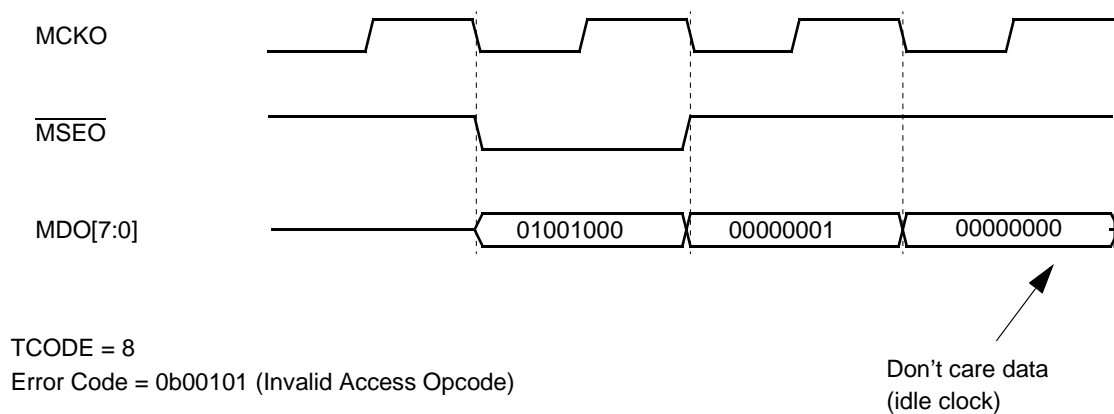 MCKO
M̅S̅E̅O̅
MDO[7:0]
01001000
00000001
00000000
TCODE = 8
Error Code = 0b00101 (Invalid Access Opcode)
Don’t care data
(idle clock)